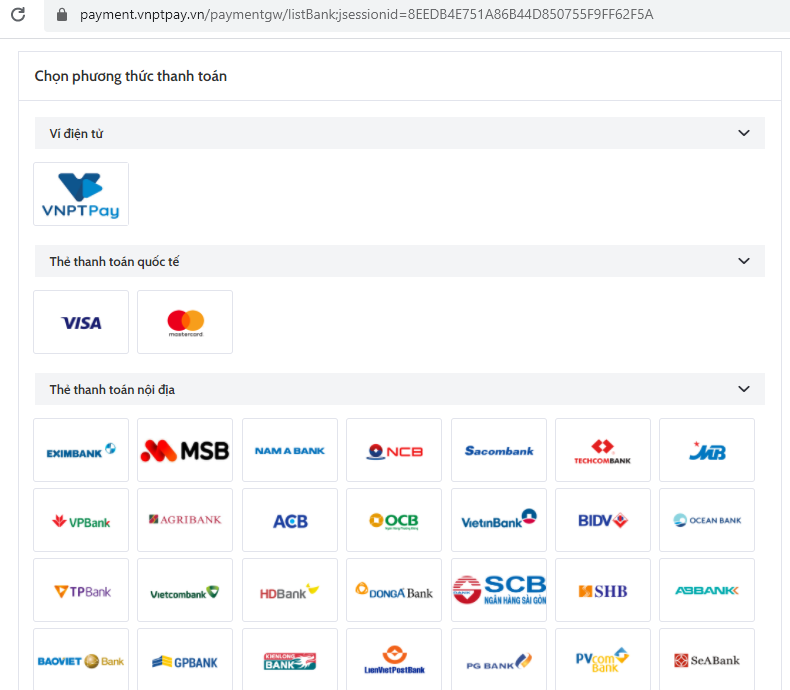 payment.vnptpay.vn/paymentgw/listBank;jsessionid=8EEDB4E751A86B44D850755F9FF62F5A
Chọn phương thức thanh toán
Ví điện tử
VNPTPay
Thẻ thanh toán quốc tế
VISA mastercard.
Thẻ thanh toán nội địa
EXIMBANK MSB NAM A BANK NCB Sacombank TECHCOMBANK MB
VPBank AGRIBANK ACB OCB VietinBank BIDV OCEAN BANK
TPBank Vietcombank HDBank DONGA Bank SCB NGÂN HÀNG SÀI GÒN SHB ABBANK
BAOVIET Bank GPBANK KIENLONG BANK LienVietPostBank PG BANK PVcomBank SeABank